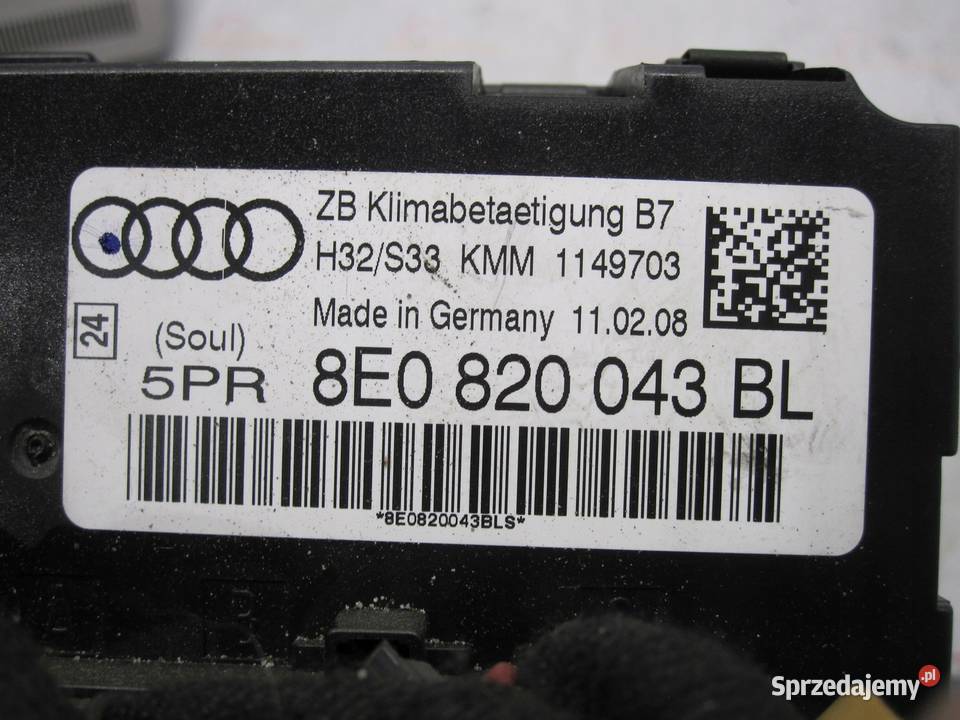 ZB Klimabetaetigung B7
H32/S33 KMM 1149703
Made in Germany 11.02.08
24
(Soul)
5PR
8E0 820 043 BL
*8E0820043BLS*
Sprzedajemy.pl